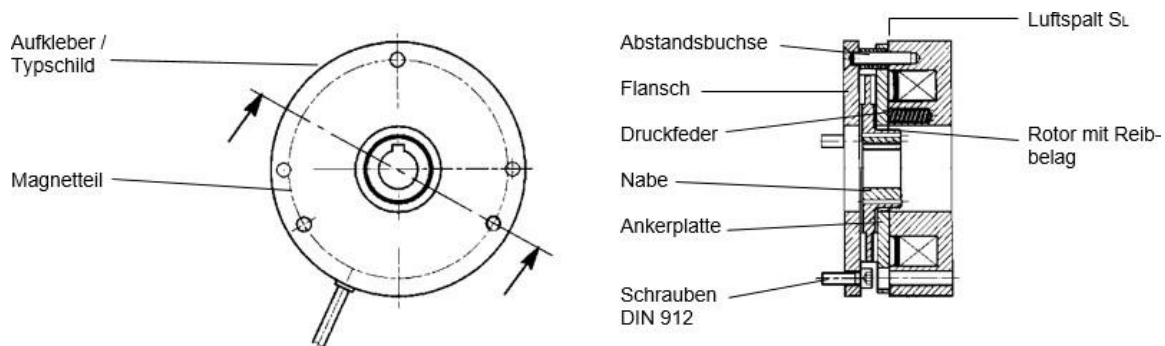 Aufkleber /
Typschild
Magnetteil
Abstandsbuchse
Flansch
Druckfeder
Nabe
Ankerplatte
Schrauben
DIN 912
Luftspalt SL
Rotor mit Reib-
belag